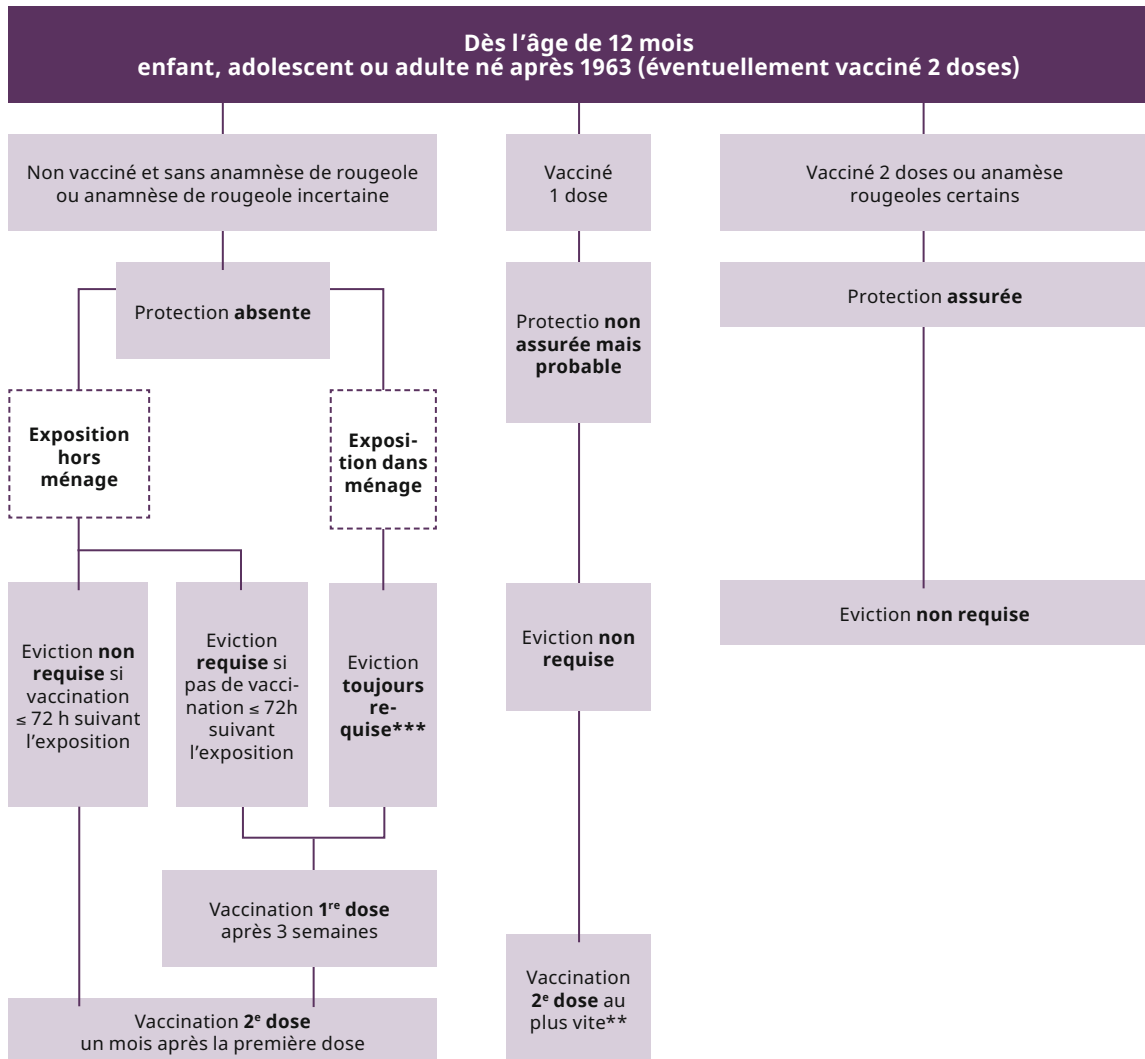 Dès l'âge de 12 mois
enfant, adolescent ou adulte né après 1963 (éventuellement vacciné 2 doses)
Non vacciné et sans anamnèse de rougeole
ou anamnèse de rougeole incertaine
Vacciné
1 dose
Vacciné 2 doses ou anamèse
rougeoles certains
Protection absente
Protectio non
assurée mais
probable
Protection assurée
Exposition
hors
ménage
Exposi-
tion dans
ménage
Eviction non
requise si
vaccination
≤ 72 h suivant
l'exposition
Eviction
requise si
pas de vacci-
nation ≤ 72h
suivant
l'exposition
Eviction
toujours
re-
quise***
Eviction non
requise
Eviction non requise
Vaccination 1re dose
après 3 semaines
Vaccination
2e dose au
plus vite**
Vaccination 2e dose
un mois après la première dose